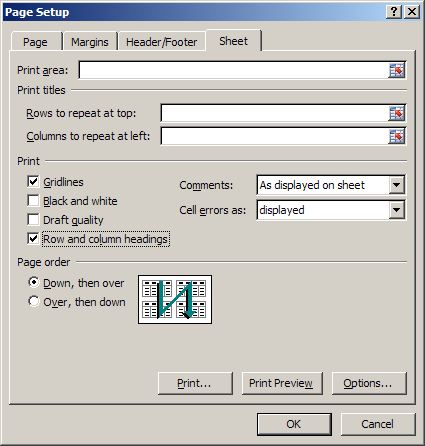 Page Setup
Page Margins Header/Footer Sheet
Print area:
Print titles
Rows to repeat at top:
Columns to repeat at left:
Print
Gridlines
Black and white
Draft quality
Row and column headings
Comments: As displayed on sheet
Cell errors as: displayed
Page order
Down, then over
Over, then down
Print... Print Preview Options...
OK Cancel